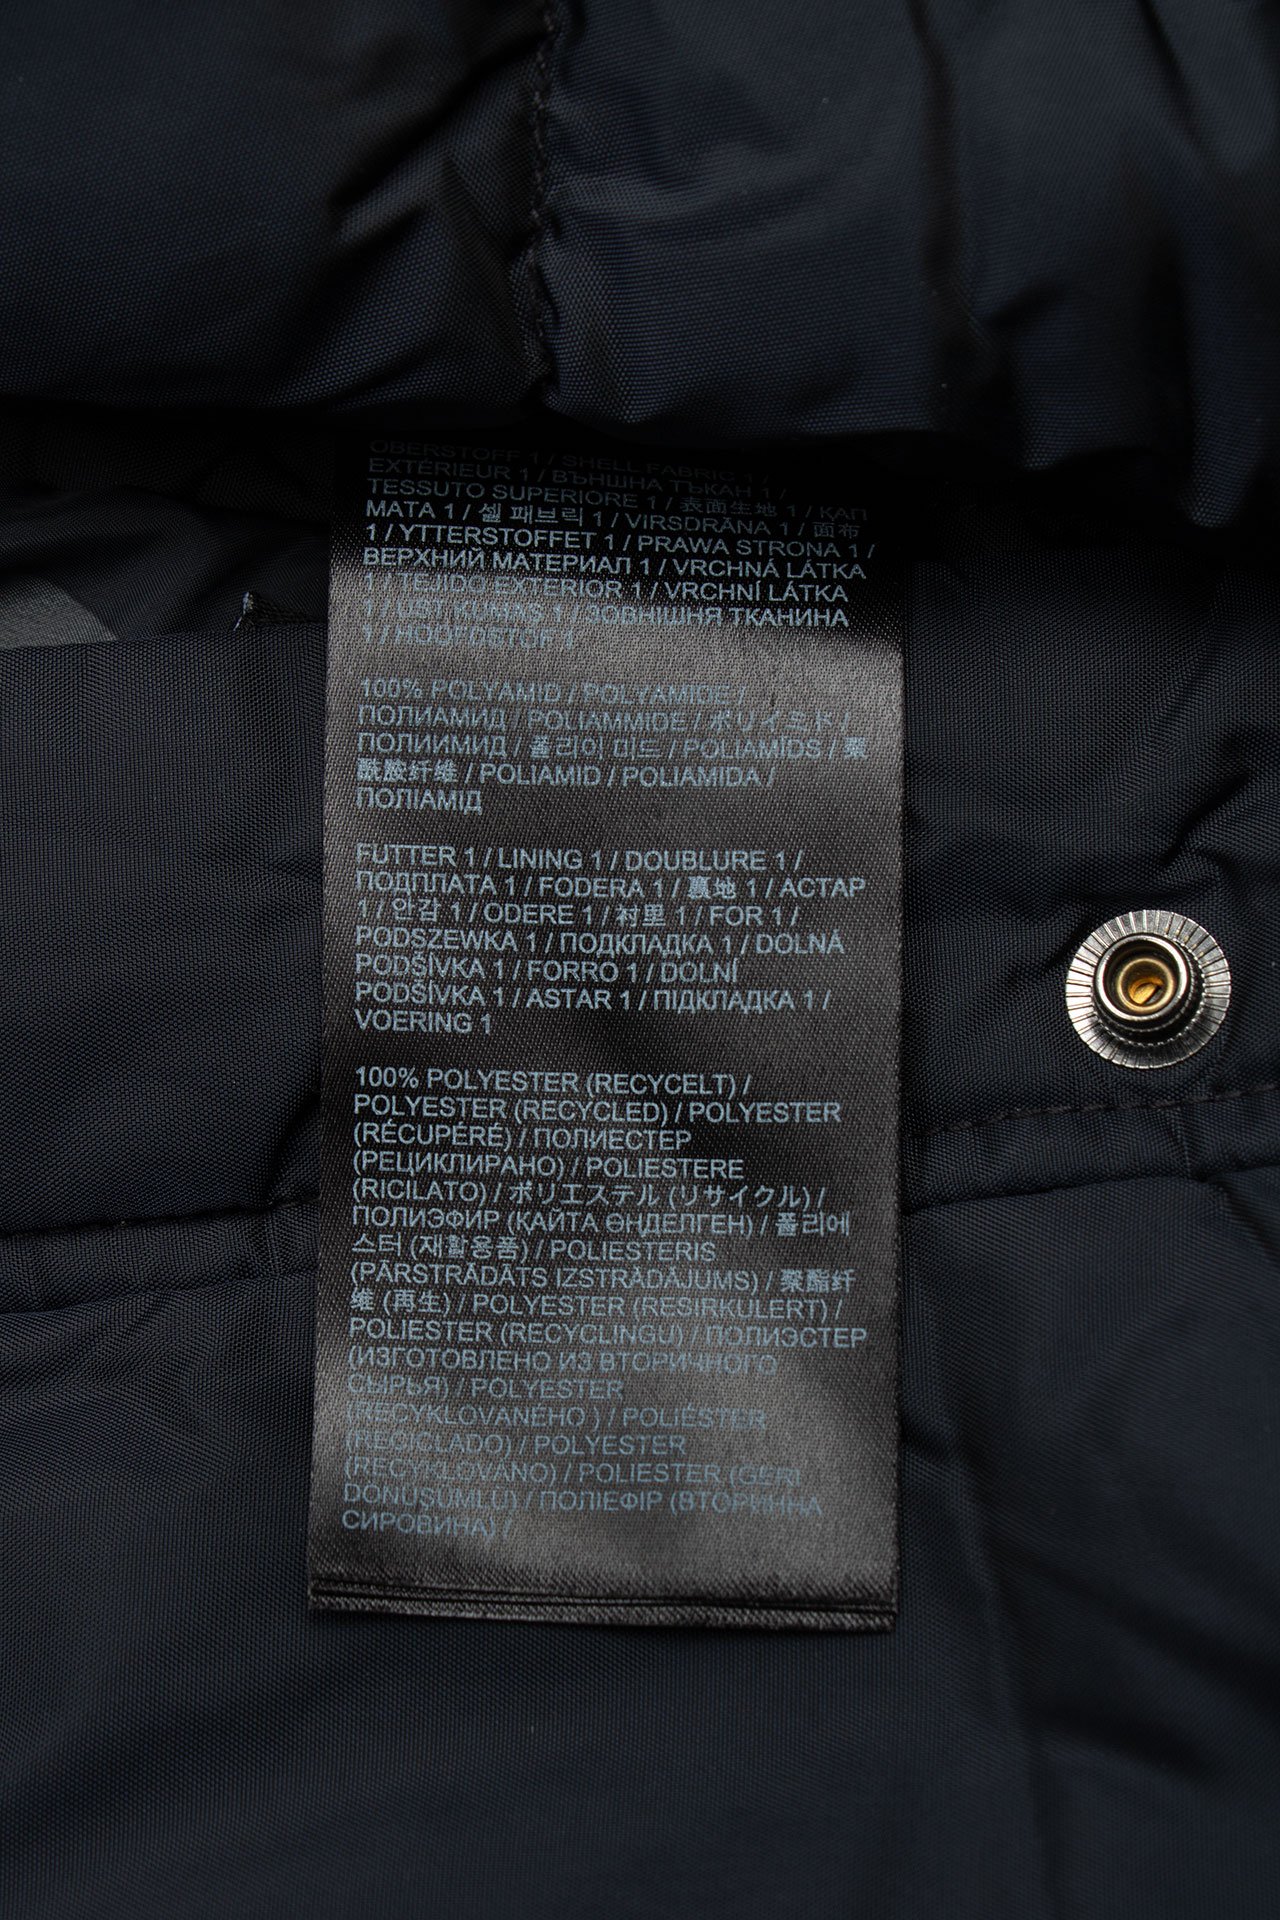 OBERSTOFF 1 / SHELL FABRIC 1 /
EXTÉRIEUR 1 / ВЪНШНА ТЪКАН 1 /
TESSUTO SUPERIORE 1 / 表面生地 1 / КАП
МАТА 1 / 셀 패브릭 1 / VIRSDRĀNA 1 / 面布
1 / YTTERSTOFFET 1 / PRAWA STRONA 1 /
ВЕРХНИЙ МАТЕРИАЛ 1 / VRCHNÁ LÁTKA
1 / TEJIDO EXTERIOR 1 / VRCHNÍ LÁTKA
1 / ÜST KUMAŞ 1 / ЗОВНІШНЯ ТКАНИНА
1 / HOOFDSTOF 1
100% POLYAMID / POLYAMIDE /
ПОЛИАМИД / POLIAMMIDE / ポリイミド /
ПОЛИИМИД / 폴리이미드 / POLIAMĪDS / 聚
酰胺纤维 / POLIAMID / POLIAMIDA /
ПОЛІАМІД
FUTTER 1 / LINING 1 / DOUBLURE 1 /
ПОДПЛАТА 1 / FODERA 1 / 裏地 1 / АСТАР
1 / 안감 1 / ODERE 1 / 村里 1 / FOR 1 /
PODSZEWKA 1 / ПОДКЛАДКА 1 / DOLNÁ
PODŠÍVKA 1 / FORRO 1 / DOLNÍ
PODŠÍVKA 1 / ASTAR 1 / ПІДКЛАДКА 1 /
VOERING 1
100% POLYESTER (RECYCELT) /
POLYESTER (RECYCLED) / POLYESTER
(RÉCUPÉRÉ) / ПОЛИЕСТЕР
(РЕЦИКЛИРАНО) / POLIESTERE
(RICILATO) / ポリエステル (リサイクル) /
ПОЛИЭФИР (ҚАЙТА ӨҢДЕЛГЕН) / 폴리에
스터 (재활용품) / POLIESTERIS
(PĀRSTRĀDĀTS IZSTRĀDĀJUMS) / 聚酯纤
维 (再生) / POLYESTER (RESIRKULERT) /
POLIESTER (RECYCLINGU) / ПОЛИЭСТЕР
(ИЗГОТОВЛЕНО ИЗ ВТОРИЧНОГО
СЫРЬЯ) / POLYESTER
(RECYKLOVANÉHO ) / POLIÉSTER
(REGICLADO) / POLYESTER
(RECYKLOVÁNO) / POLIESTER (GERI
DÖNÜŞÜMLÜ) / ПОЛІЕФІР (ВТОРИННА
СИРОВИНА) /